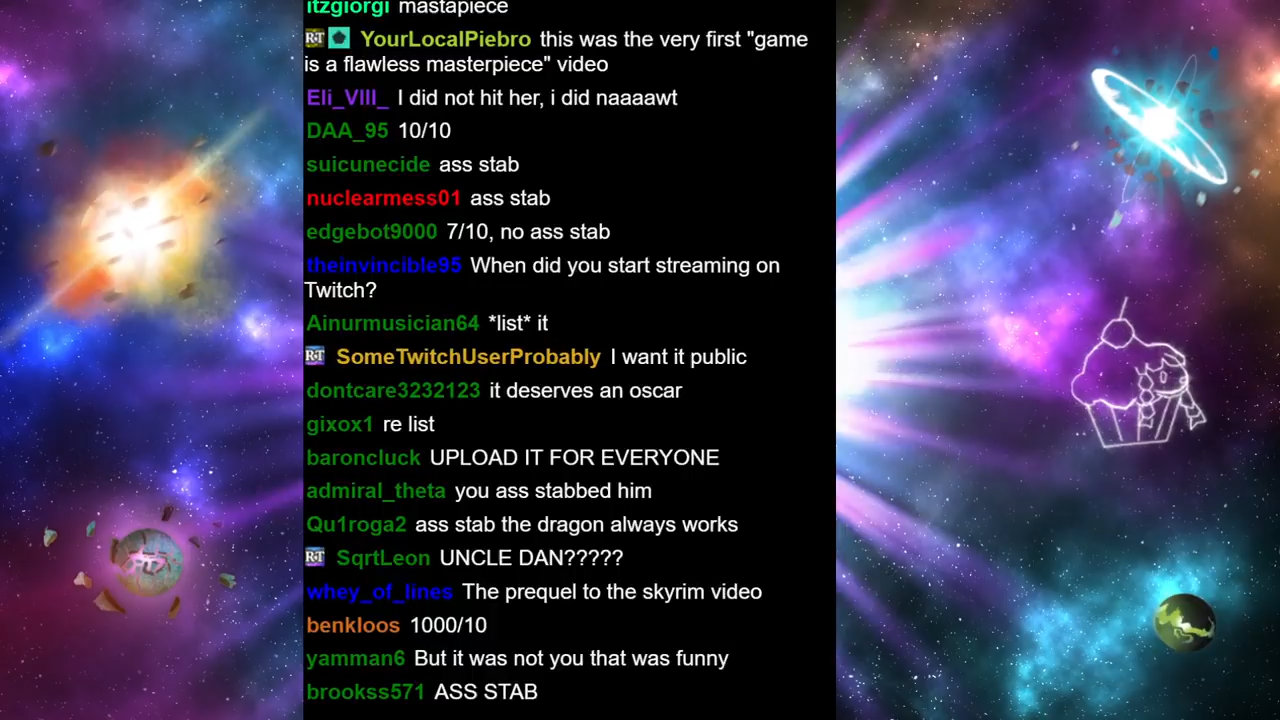 itzgiorgi mastapiece
RT YourLocalPiebro this was the very first "game
is a flawless masterpiece" video
Eli_VIII_ I did not hit her, i did naaaawt
DAA_95 10/10
suicunecide ass stab
nuclearmess01 ass stab
edgebot9000 7/10, no ass stab
theinvincible95 When did you start streaming on
Twitch?
Ainurmusician64 *list* it
RT SomeTwitchUserProbably I want it public
dontcare3232123 it deserves an oscar
gixox1 re list
baroncluck UPLOAD IT FOR EVERYONE
admiral_theta you ass stabbed him
Qu1roga2 ass stab the dragon always works
RT SqrtLeon UNCLE DAN?????
whey_of_lines The prequel to the skyrim video
benkloos 1000/10
yamman6 But it was not you that was funny
brookss571 ASS STAB